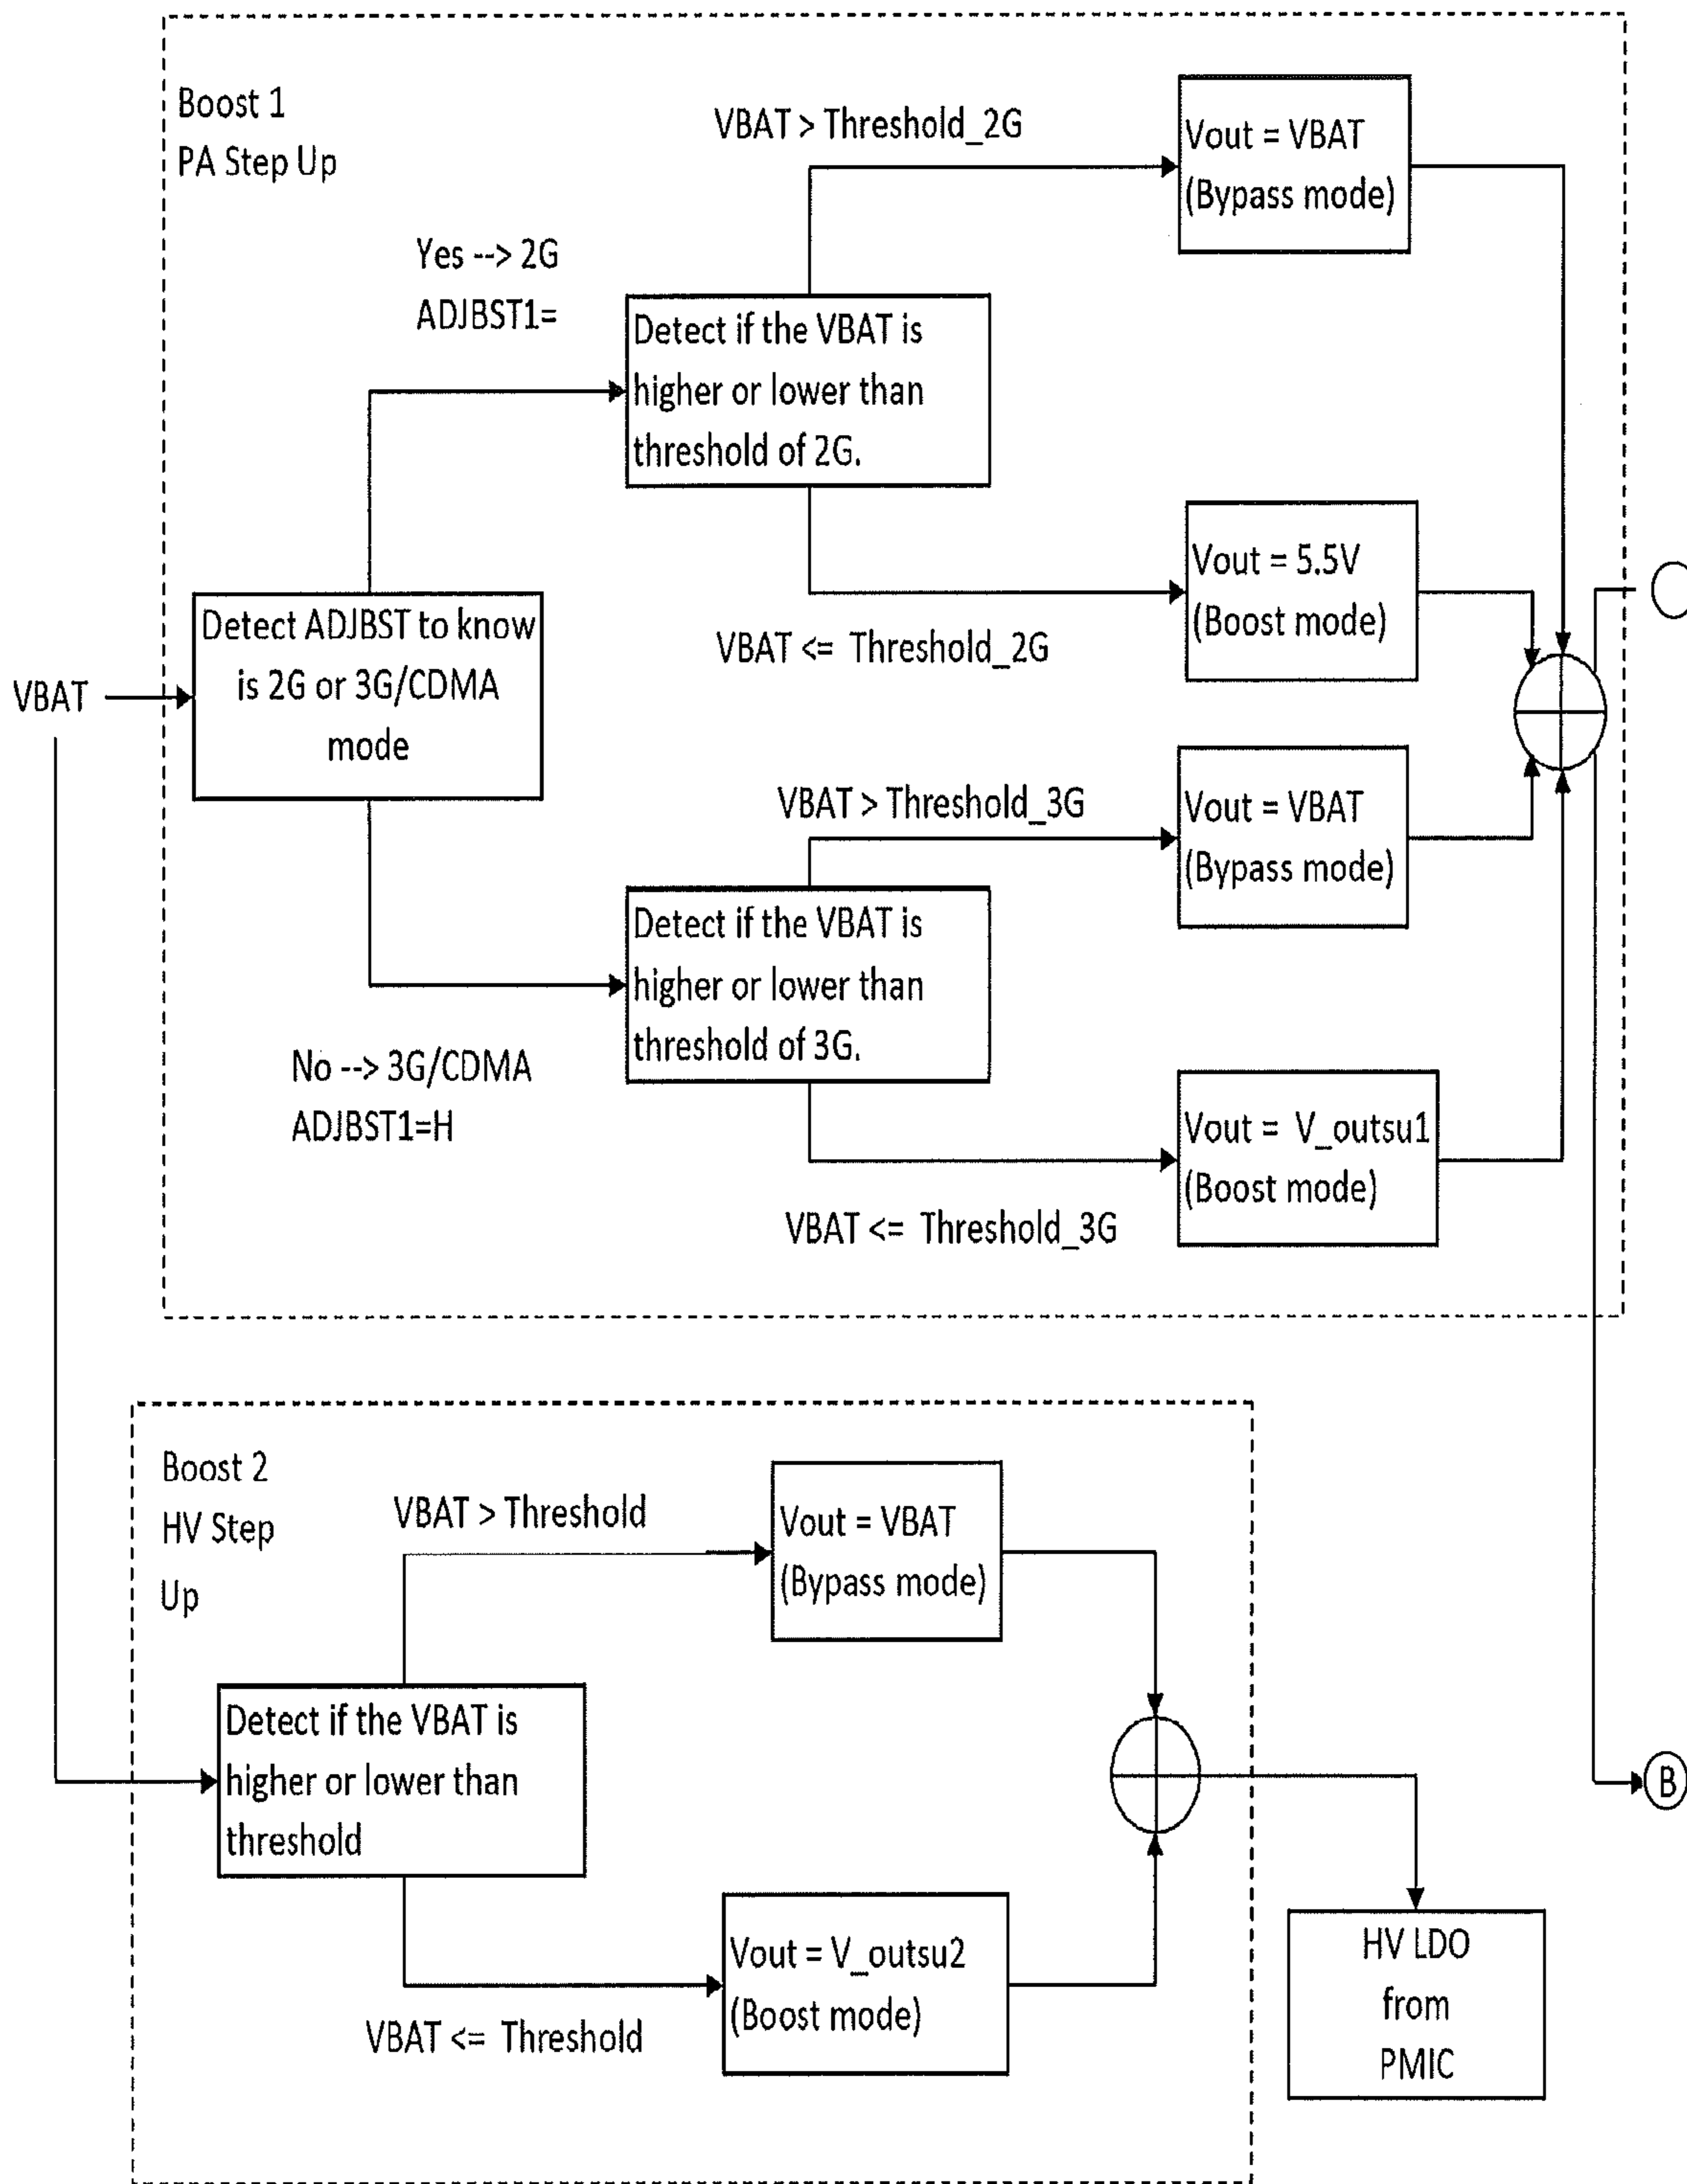 Boost 1
PA Step Up
VBAT > Threshold_2G
Vout = VBAT
(Bypass mode)
Yes --> 2G
ADJBST1=
Detect if the VBAT is
higher or lower than
threshold of 2G.
Vout = 5.5V
(Boost mode)
VBAT <= Threshold_2G
Detect ADJBST to know
is 2G or 3G/CDMA
mode
VBAT
VBAT > Threshold_3G
Vout = VBAT
(Bypass mode)
Detect if the VBAT is
higher or lower than
threshold of 3G.
No --> 3G/CDMA
ADJBST1=H
Vout = V_outsu1
(Boost mode)
VBAT <= Threshold_3G
Boost 2
HV Step
Up
VBAT > Threshold
Vout = VBAT
(Bypass mode)
Detect if the VBAT is
higher or lower than
threshold
B
Vout = V_outsu2
(Boost mode)
VBAT <= Threshold
HV LDO
from
PMIC